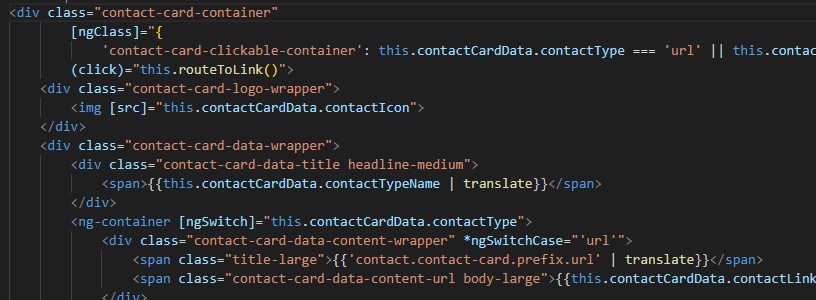 <div class="contact-card-container"
[ngClass]="{
'contact-card-clickable-container': this.contactCardData.contactType === 'url' || this.contac
(click)="this.routeToLink()">
<div class="contact-card-logo-wrapper">
<img [src]="this.contactCardData.contactIcon">
</div>
<div class="contact-card-data-wrapper">
<div class="contact-card-data-title headline-medium">
<span>{{this.contactCardData.contactTypeName | translate}}</span>
</div>
<ng-container [ngSwitch]="this.contactCardData.contactType">
<div class="contact-card-data-content-wrapper" *ngSwitchCase="'url'">
<span class="title-large">{{'contact.contact-card.prefix.url' | translate}}</span>
<span class="contact-card-data-content-url body-large">{{this.contactCardData.contactLink
</div>